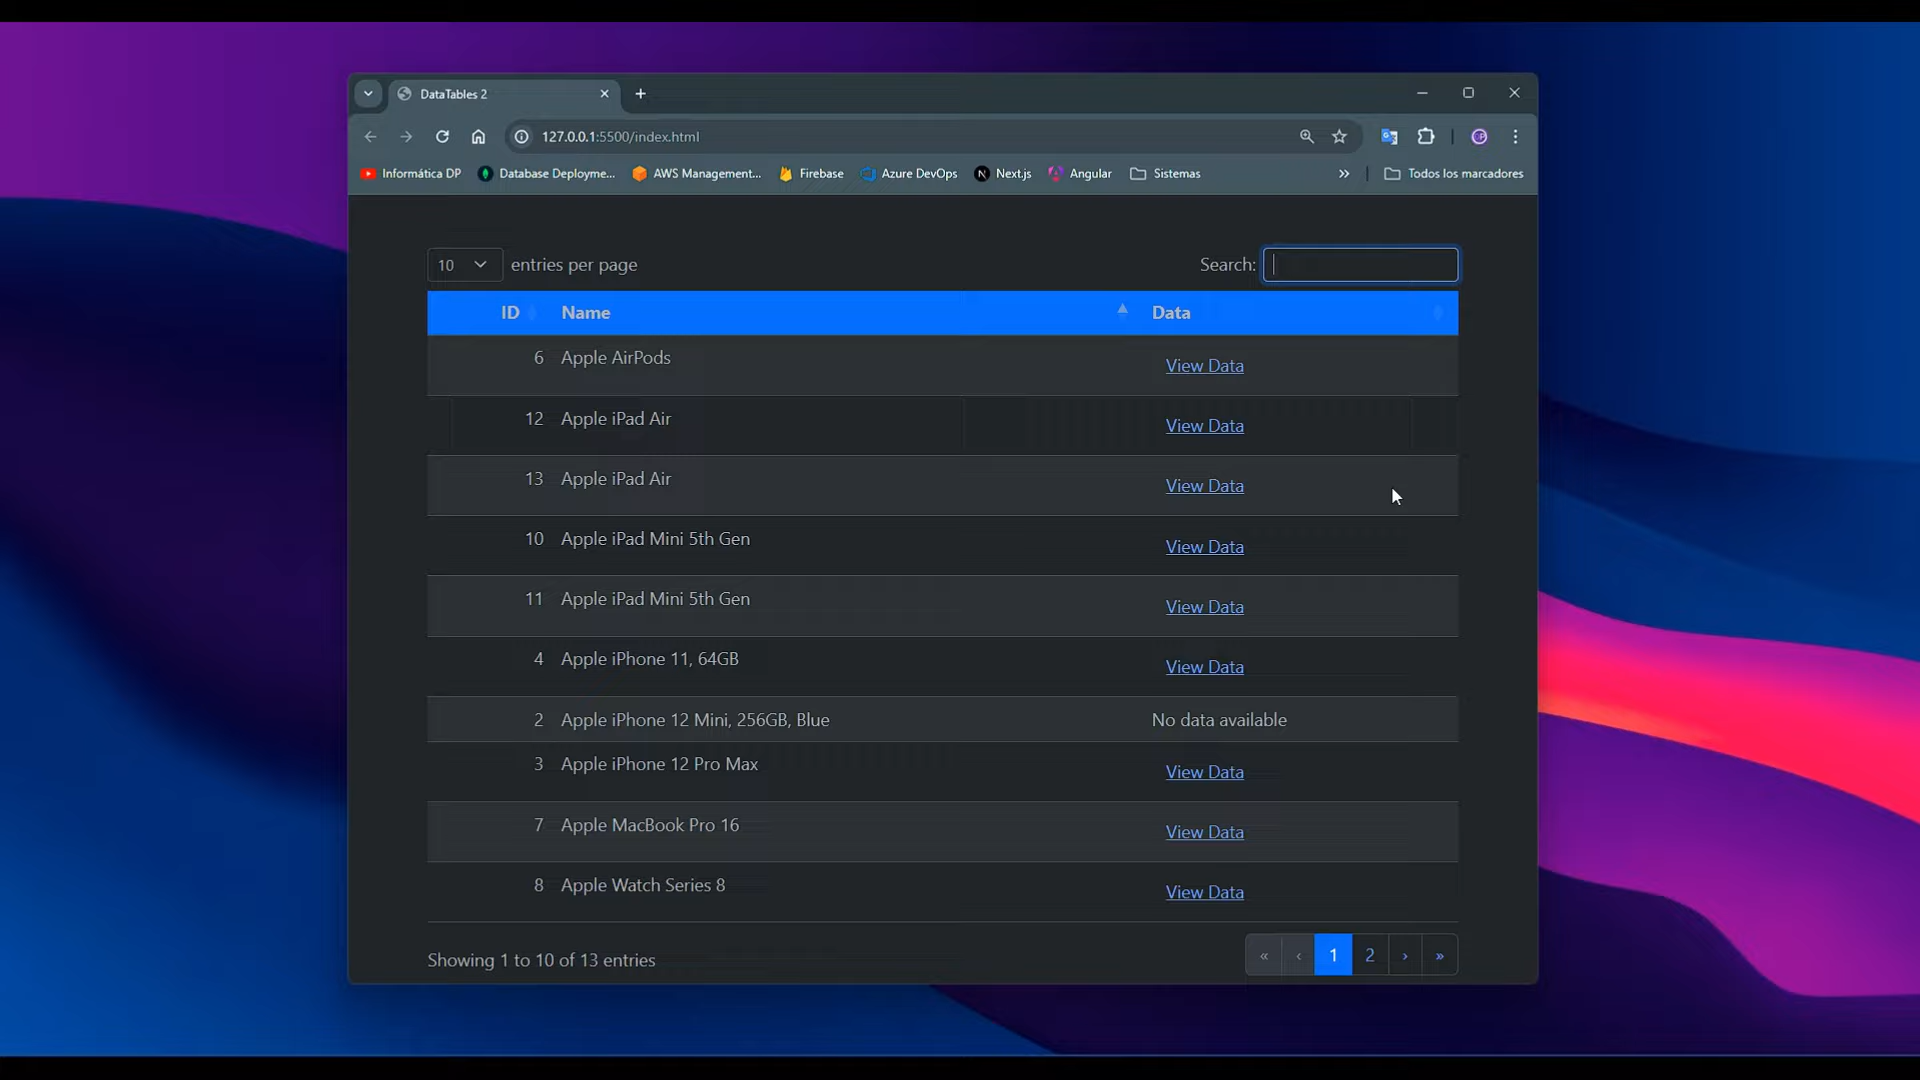 DataTables 2
127.0.0.1:5500/index.html
Informática DP Database Deployme... AWS Management... Firebase Azure DevOps Next.js Angular Sistemas » Todos los marcadores
10 entries per page Search:
ID Name Data
6 Apple AirPods View Data
12 Apple iPad Air View Data
13 Apple iPad Air View Data
10 Apple iPad Mini 5th Gen View Data
11 Apple iPad Mini 5th Gen View Data
4 Apple iPhone 11, 64GB View Data
2 Apple iPhone 12 Mini, 256GB, Blue No data available
3 Apple iPhone 12 Pro Max View Data
7 Apple MacBook Pro 16 View Data
8 Apple Watch Series 8 View Data
Showing 1 to 10 of 13 entries « ‹ 1 2 › »